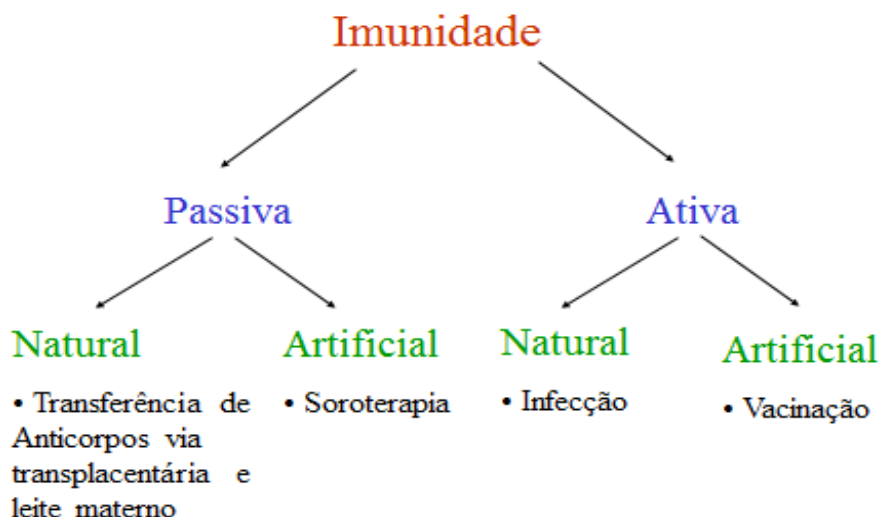 Imunidade
Passiva
Ativa
Natural
• Transferência de
Anticorpos via
transplacentária e
leite materno
Artificial
• Soroterapia
Natural
• Infecção
Artificial
• Vacinação